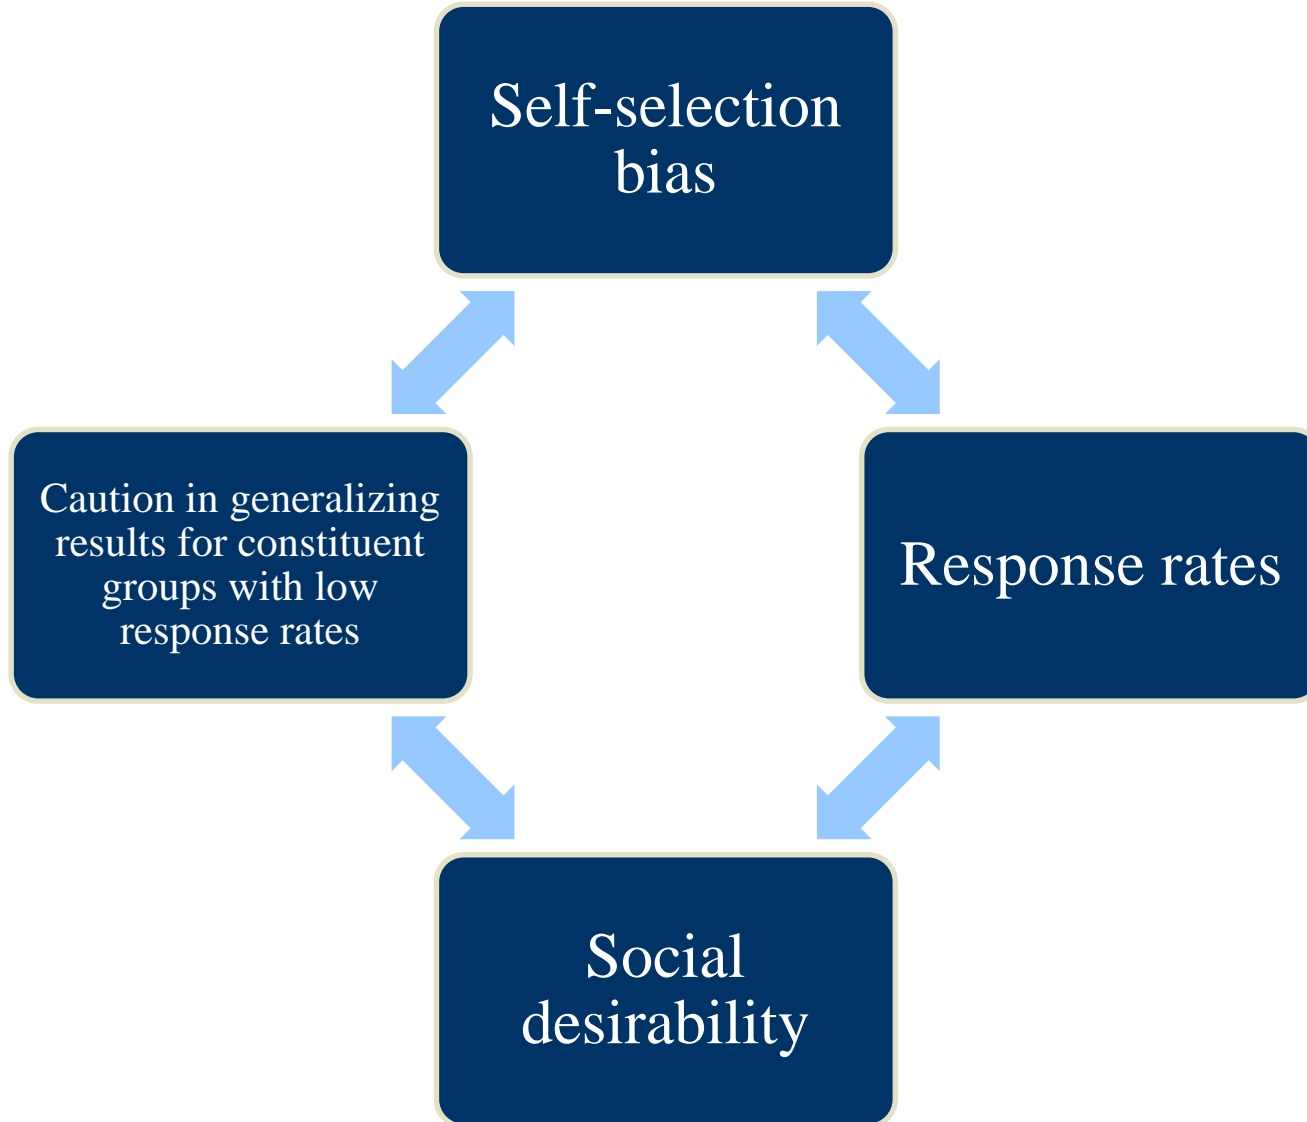 Self-selection
bias
Caution in generalizing
results for constituent
groups with low
response rates
Response rates
Social
desirability